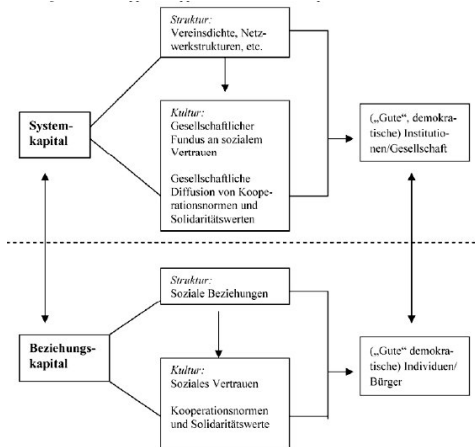 Struktur:
Vereinsdichte, Netz-
werkstrukturen, etc.
System-
kapital
Kultur:
Gesellschaftlicher
Fundus an sozialem
Vertrauen
Gesellschaftliche
Diffusion von Koope-
rationsnormen und
Solidaritätswerten
(„Gute“, demokra-
tische) Institutio-
nen/Gesellschaft
Struktur:
Soziale Beziehungen
Beziehungs-
kapital
Kultur:
Soziales Vertrauen
Kooperationsnormen
und Solidaritätswerte
(„Gute“ demokra-
tische) Individuen/
Bürger